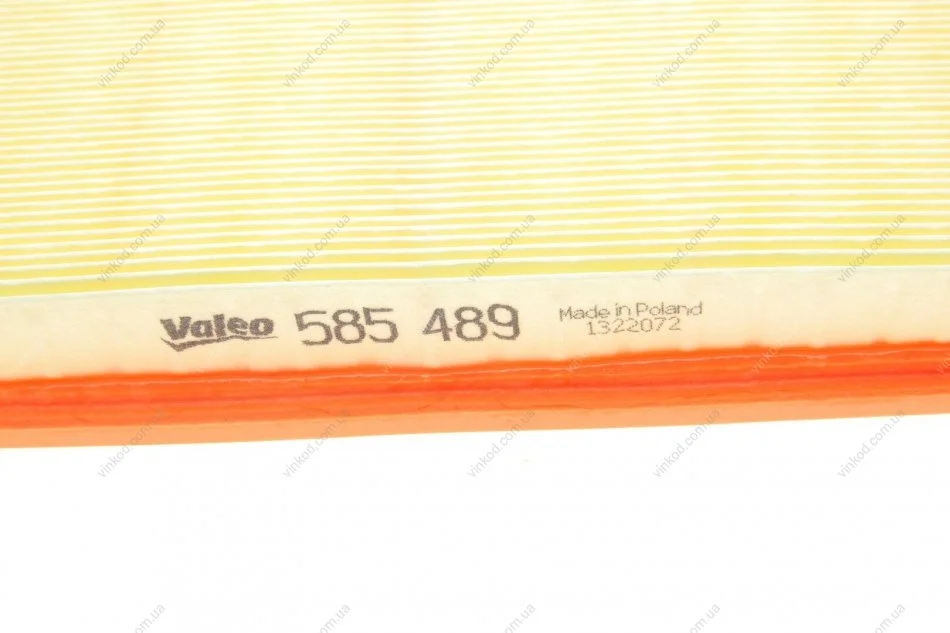 Valeo 585 489 Made in Poland
1322072
vinkod.com.ua